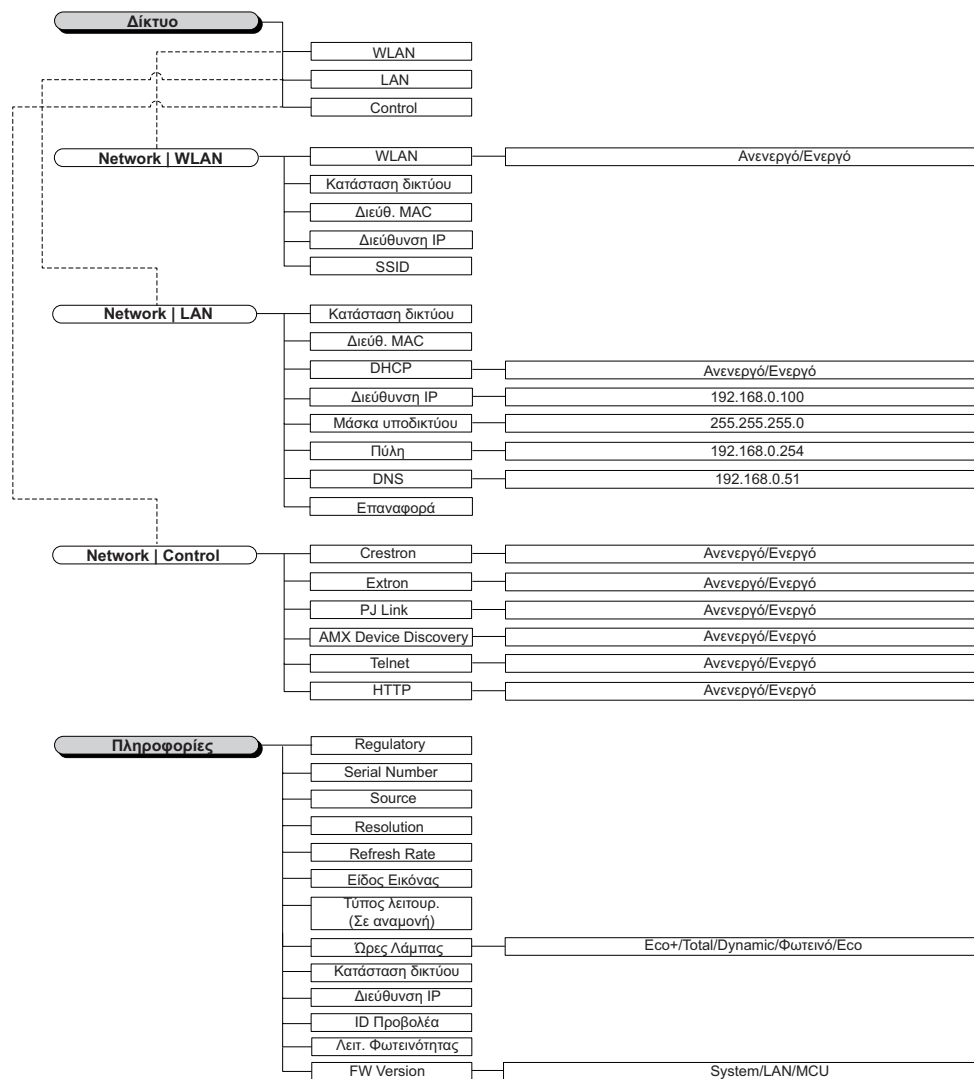 Δίκτυο
WLAN
LAN
Control
Network | WLAN
WLAN
Ανενεργό/Ενεργό
Κατάσταση δικτύου
Διεύθ. MAC
Διεύθυνση IP
SSID
Network | LAN
Κατάσταση δικτύου
Διεύθ. MAC
DHCP
Ανενεργό/Ενεργό
Διεύθυνση IP
192.168.0.100
Μάσκα υποδικτύου
255.255.255.0
Πύλη
192.168.0.254
DNS
192.168.0.51
Επαναφορά
Network | Control
Crestron
Ανενεργό/Ενεργό
Extron
Ανενεργό/Ενεργό
PJ Link
Ανενεργό/Ενεργό
AMX Device Discovery
Ανενεργό/Ενεργό
Telnet
Ανενεργό/Ενεργό
HTTP
Ανενεργό/Ενεργό
Πληροφορίες
Regulatory
Serial Number
Source
Resolution
Refresh Rate
Είδος Εικόνας
Τύπος λειτουρ.
(Σε αναμονή)
Ώρες Λάμπας
Eco+/Total/Dynamic/Φωτεινό/Eco
Κατάσταση δικτύου
Διεύθυνση IP
ID Προβολέα
Λειτ. Φωτεινότητας
FW Version
System/LAN/MCU